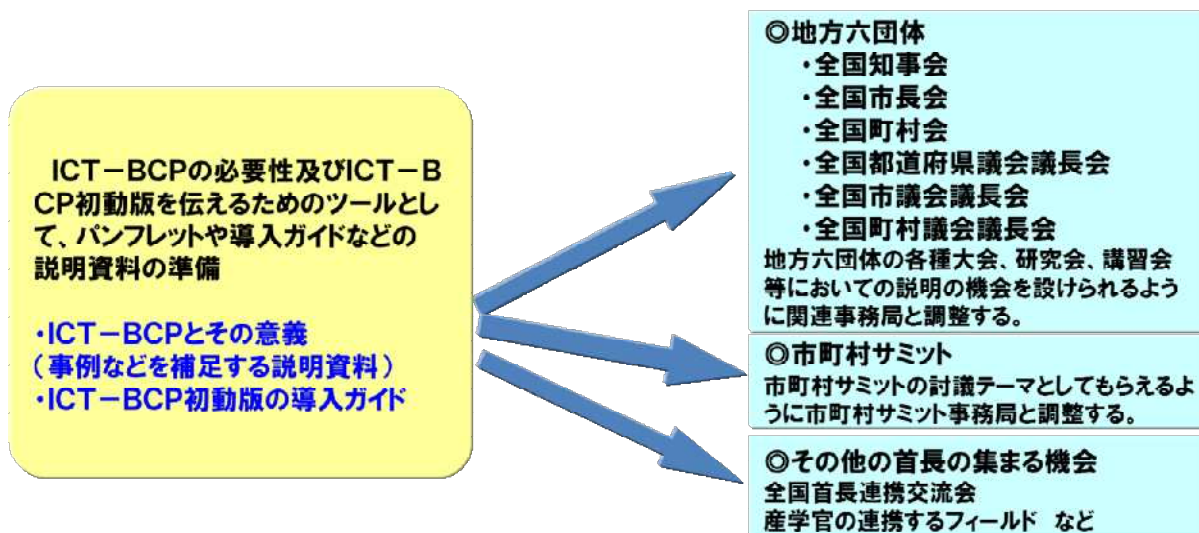 ICT－BCPの必要性及びICT－B
CP初動版を伝えるためのツールとし
て、パンフレットや導入ガイドなどの
説明資料の準備
・ICT－BCPとその意義
（事例などを補足する説明資料）
・ICT－BCP初動版の導入ガイド
◎地方六団体
・全国知事会
・全国市長会
・全国町村会
・全国都道府県議会議長会
・全国市議会議長会
・全国町村議会議長会
地方六団体の各種大会、研究会、講習会
等においての説明の機会を設けられるよう
に関連事務局と調整する。
◎市町村サミット
市町村サミットの討議テーマとしてもらえるよ
うに市町村サミット事務局と調整する。
◎その他の首長の集まる機会
全国首長連携交流会
産学官の連携するフィールド　など